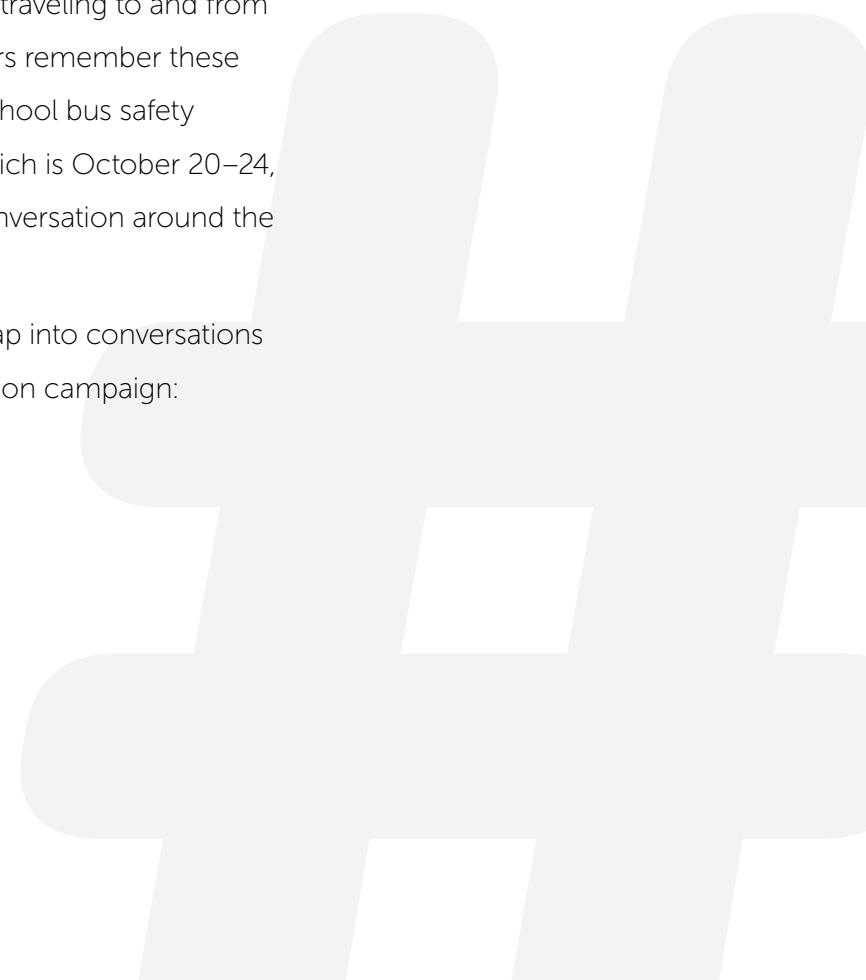 traveling to and from
rs remember these
hool bus safety
ich is October 20–24,
nversation around the
ap into conversations
on campaign:
#